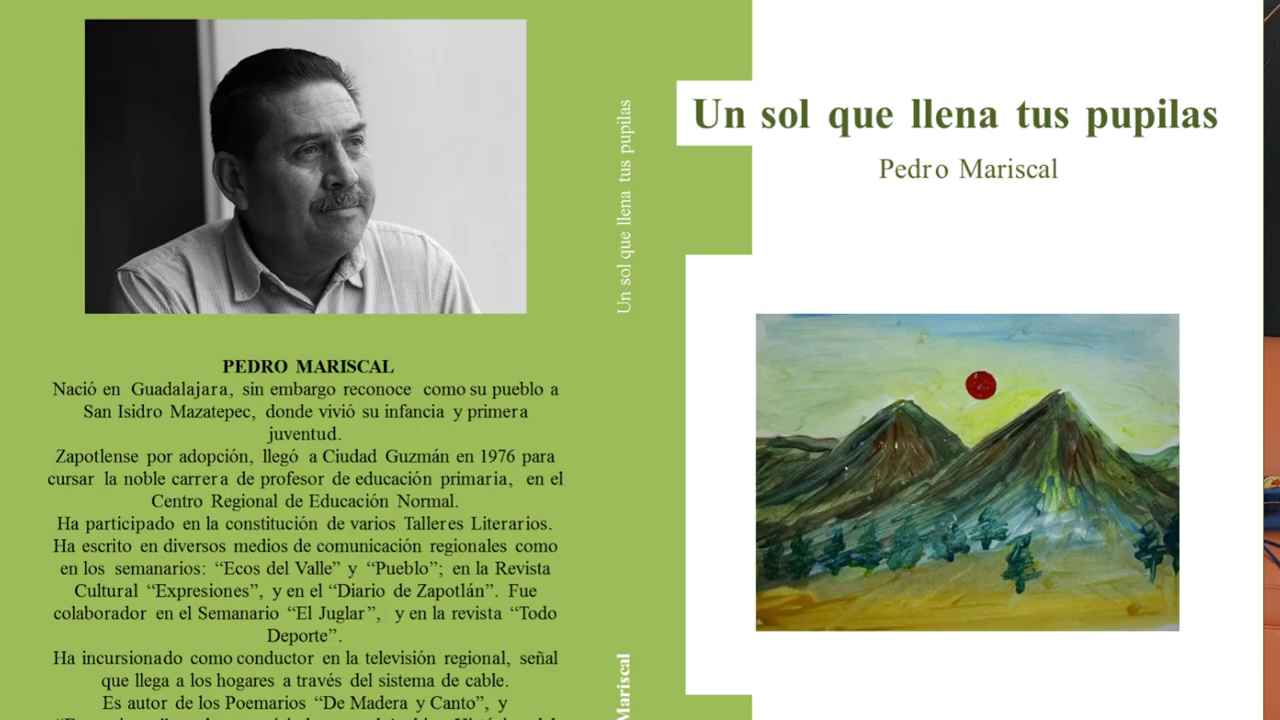 PEDRO MARISCAL
Nació en Guadalajara, sin embargo reconoce como su pueblo a
San Isidro Mazatepec, donde vivió su infancia y primera
juventud.
Zapotlense por adopción, llegó a Ciudad Guzmán en 1976 para
cursar la noble carrera de profesor de educación primaria, en el
Centro Regional de Educación Normal.
Ha participado en la constitución de varios Talleres Literarios.
Ha escrito en diversos medios de comunicación regionales como
en los semanarios: “Ecos del Valle” y “Pueblo”; en la Revista
Cultural “Expresiones”, y en el “Diario de Zapotlán”. Fue
colaborador en el Semanario “El Juglar”, y en la revista “Todo
Deporte”.
Ha incursionado como conductor en la televisión regional, señal
que llega a los hogares a través del sistema de cable.
Es autor de los Poemarios “De Madera y Canto”, y
Un sol que llena tus pupilas
Mariscal
Un sol que llena tus pupilas
Pedro Mariscal